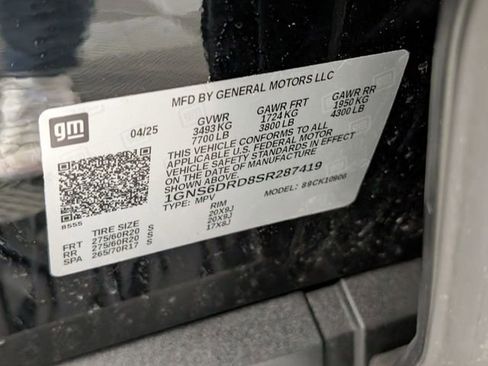 MFD BY GENERAL MOTORS LLC
gm
04/25
GVWR GAWR FRT GAWR RR
3493 KG 1724 KG 1950 KG
7700 LB 3800 LB 4300 LB
THIS VEHICLE CONFORMS TO ALL
APPLICABLE U.S. FEDERAL MOTOR
VEHICLE SAFETY STANDARDS IN EFFECT
ON THE DATE OF MANUFACTURE
SHOWN ABOVE.
1GNS6DRD8SR287419
TYPE: MPV MODEL: 89CK10906
8555
TIRE SIZE RIM
FRT 275/60R20 S 20X9J
RR 275/60R20 S 20X9J
SPA 265/70R17 S 17X8J